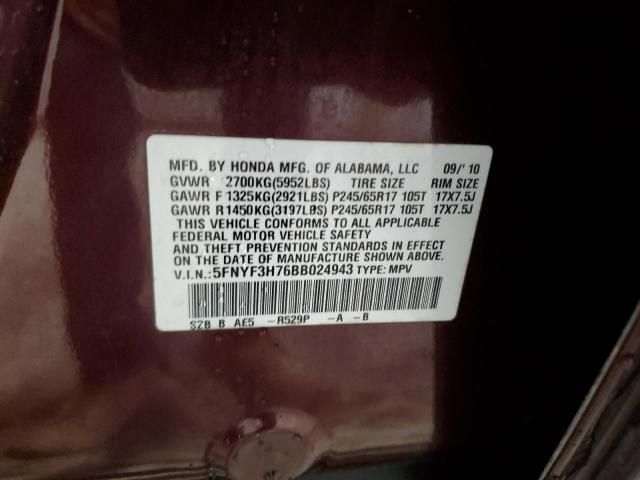 MFD. BY HONDA MFG. OF ALABAMA, LLC 09/'10
GVWR 2700KG(5952LBS) TIRE SIZE RIM SIZE
GAWR F 1325KG(2921LBS) P245/65R17 105T 17X7.5J
GAWR R1450KG(3197LBS) P245/65R17 105T 17X7.5J
THIS VEHICLE CONFORMS TO ALL APPLICABLE
FEDERAL MOTOR VEHICLE SAFETY
AND THEFT PREVENTION STANDARDS IN EFFECT
ON THE DATE OF MANUFACTURE SHOWN ABOVE.
V.I.N.: 5FNYF3H76BB024943 TYPE: MPV
SZB B AE5 -R529P -A -B